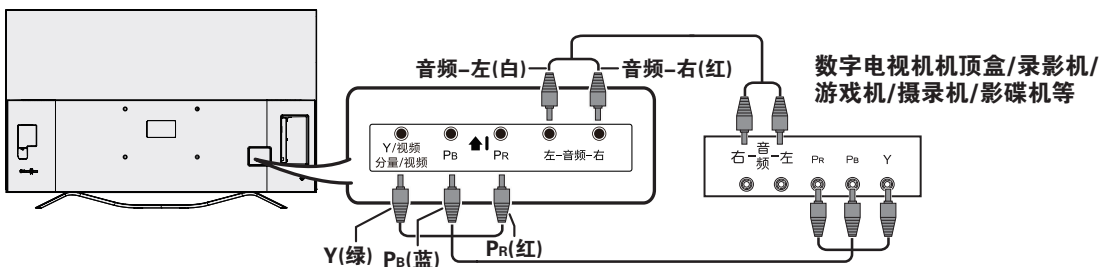 音频–左(白)
音频–右(红)
数字电视机机顶盒/录影机/
游戏机/摄录机/影碟机等
Y/视频
分量/视频
PB
PR
左-音频-右
右-音频-左
PR
PB
Y
Y(绿)
PB(蓝)
PR(红)